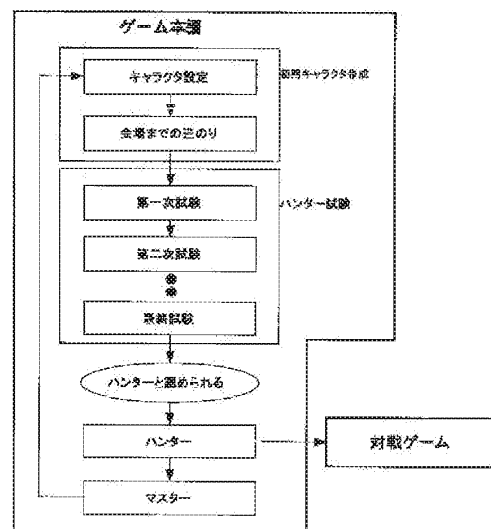 ゲーム本編
キャラクタ設定
キャラクタ作成
会場までの道のり
第一次試験
ハンター試験
第二次試験
最終試験
ハンターと認められる
ハンター
対戦ゲーム
マスター